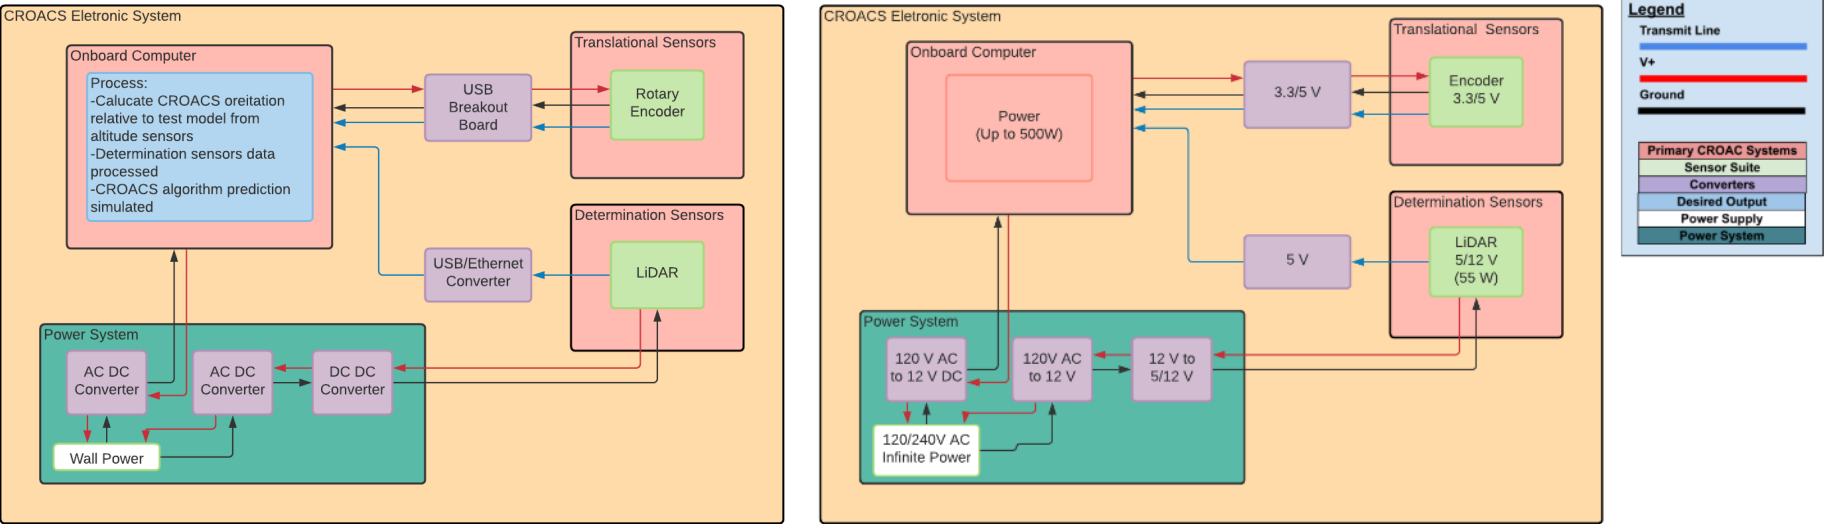 CROACS Eletronic System
Onboard Computer
Process:
-Calucate CROACS oreitation
relative to test model from
altitude sensors
-Determination sensors data
processed
-CROACS algorithm prediction
simulated
USB
Breakout
Board
Translational Sensors
Rotary
Encoder
USB/Ethernet
Converter
Determination Sensors
LiDAR
Power System
AC DC
Converter
AC DC
Converter
DC DC
Converter
Wall Power
CROACS Eletronic System
Onboard Computer
Power
(Up to 500W)
3.3/5 V
Translational Sensors
Encoder
3.3/5 V
5 V
Determination Sensors
LiDAR
5/12 V
(55 W)
Power System
120 V AC
to 12 V DC
120V AC
to 12 V
12 V to
5/12 V
120/240V AC
Infinite Power
Legend
Transmit Line
V+
Ground
Primary CROAC Systems
Sensor Suite
Converters
Desired Output
Power Supply
Power System